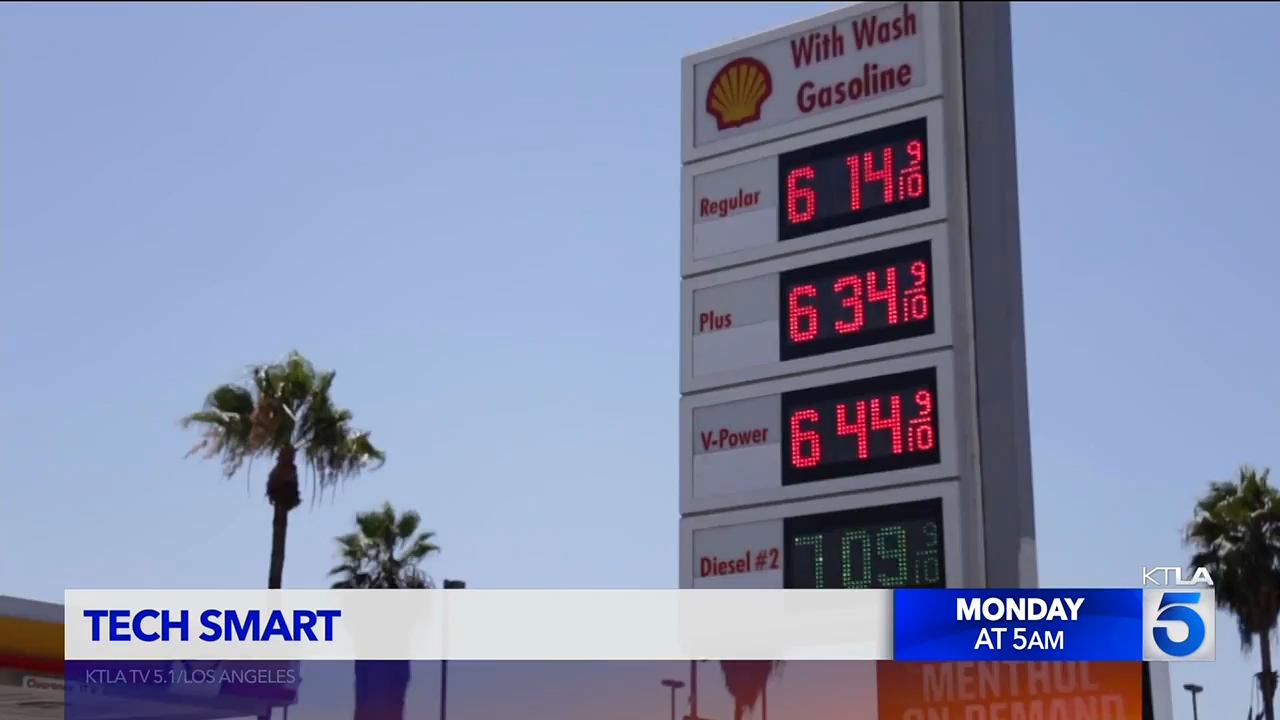 With Wash
Gasoline
Regular 6 14 9/10
Plus 6 34 9/10
V-Power 6 44 9/10
Diesel #2 7 09 9/10
KTLA
5
TECH SMART
MONDAY
AT 5AM
KTLA TV 5.1/LOS ANGELES
MENTHOL
ON DEMAND